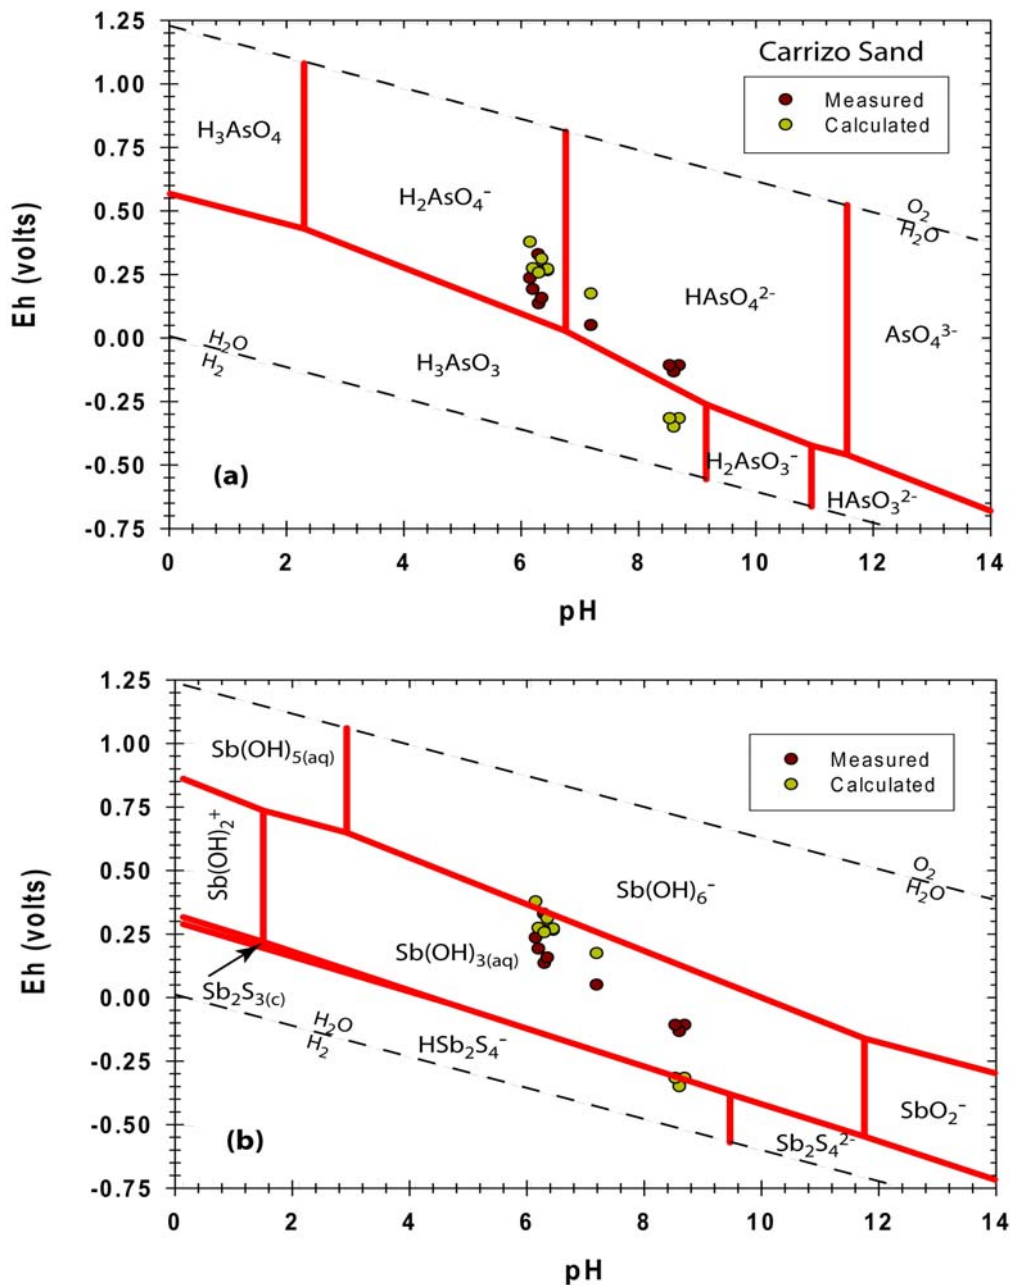 1.25
1.00
0.75
0.50
0.25
0.00
-0.25
-0.50
-0.75
Eh (volts)
Carrizo Sand
Measured
Calculated
H₃AsO₄
H₂AsO₄⁻
HAsO₄²⁻
AsO₄³⁻
O₂
H₂O
H₂O
H₂
H₃AsO₃
H₂AsO₃⁻
HAsO₃²⁻
(a)
0 2 4 6 8 10 12 14
pH
1.25
1.00
0.75
0.50
0.25
0.00
-0.25
-0.50
-0.75
Eh (volts)
Measured
Calculated
Sb(OH)₅(aq)
Sb(OH)₂⁺
Sb(OH)₆⁻
O₂
H₂O
Sb(OH)₃(aq)
Sb₂S₃(c)
H₂O
H₂
HSb₂S₄⁻
Sb₂S₄²⁻
SbO₂⁻
(b)
0 2 4 6 8 10 12 14
pH